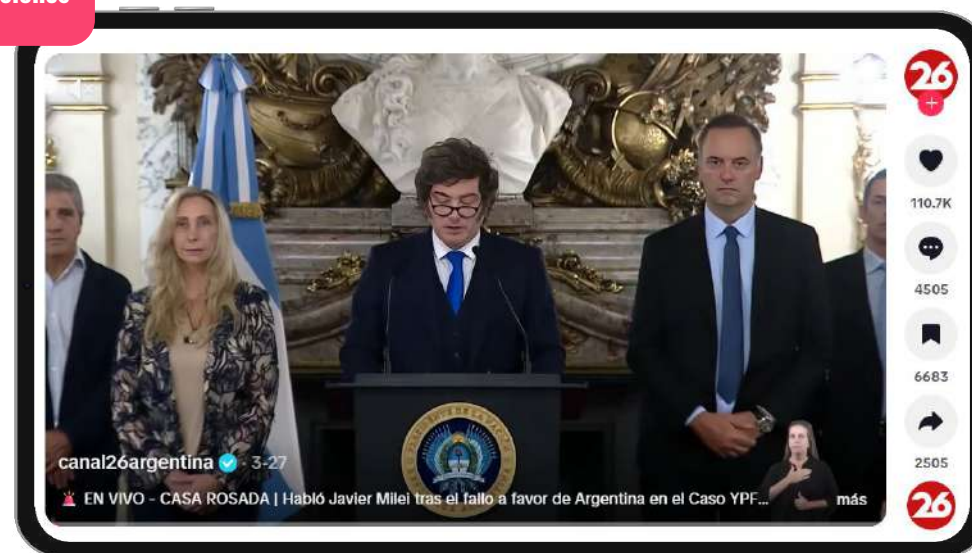 26
110.7K
4505
6683
2505
canal26argentina · 3-27
🚨 EN VIVO - CASA ROSADA | Habló Javier Milei tras el fallo a favor de Argentina en el Caso YPF... más
26